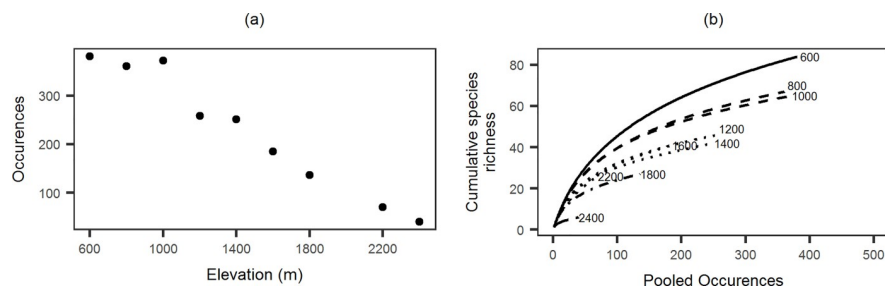 (a)
Occurences
300
200
100
600 1000 1400 1800 2200
Elevation (m)
(b)
Cumulative species
richness
80
60
40
20
0
600
800
1000
1200
1600
1400
2200
1800
2400
0 100 200 300 400 500
Pooled Occurences